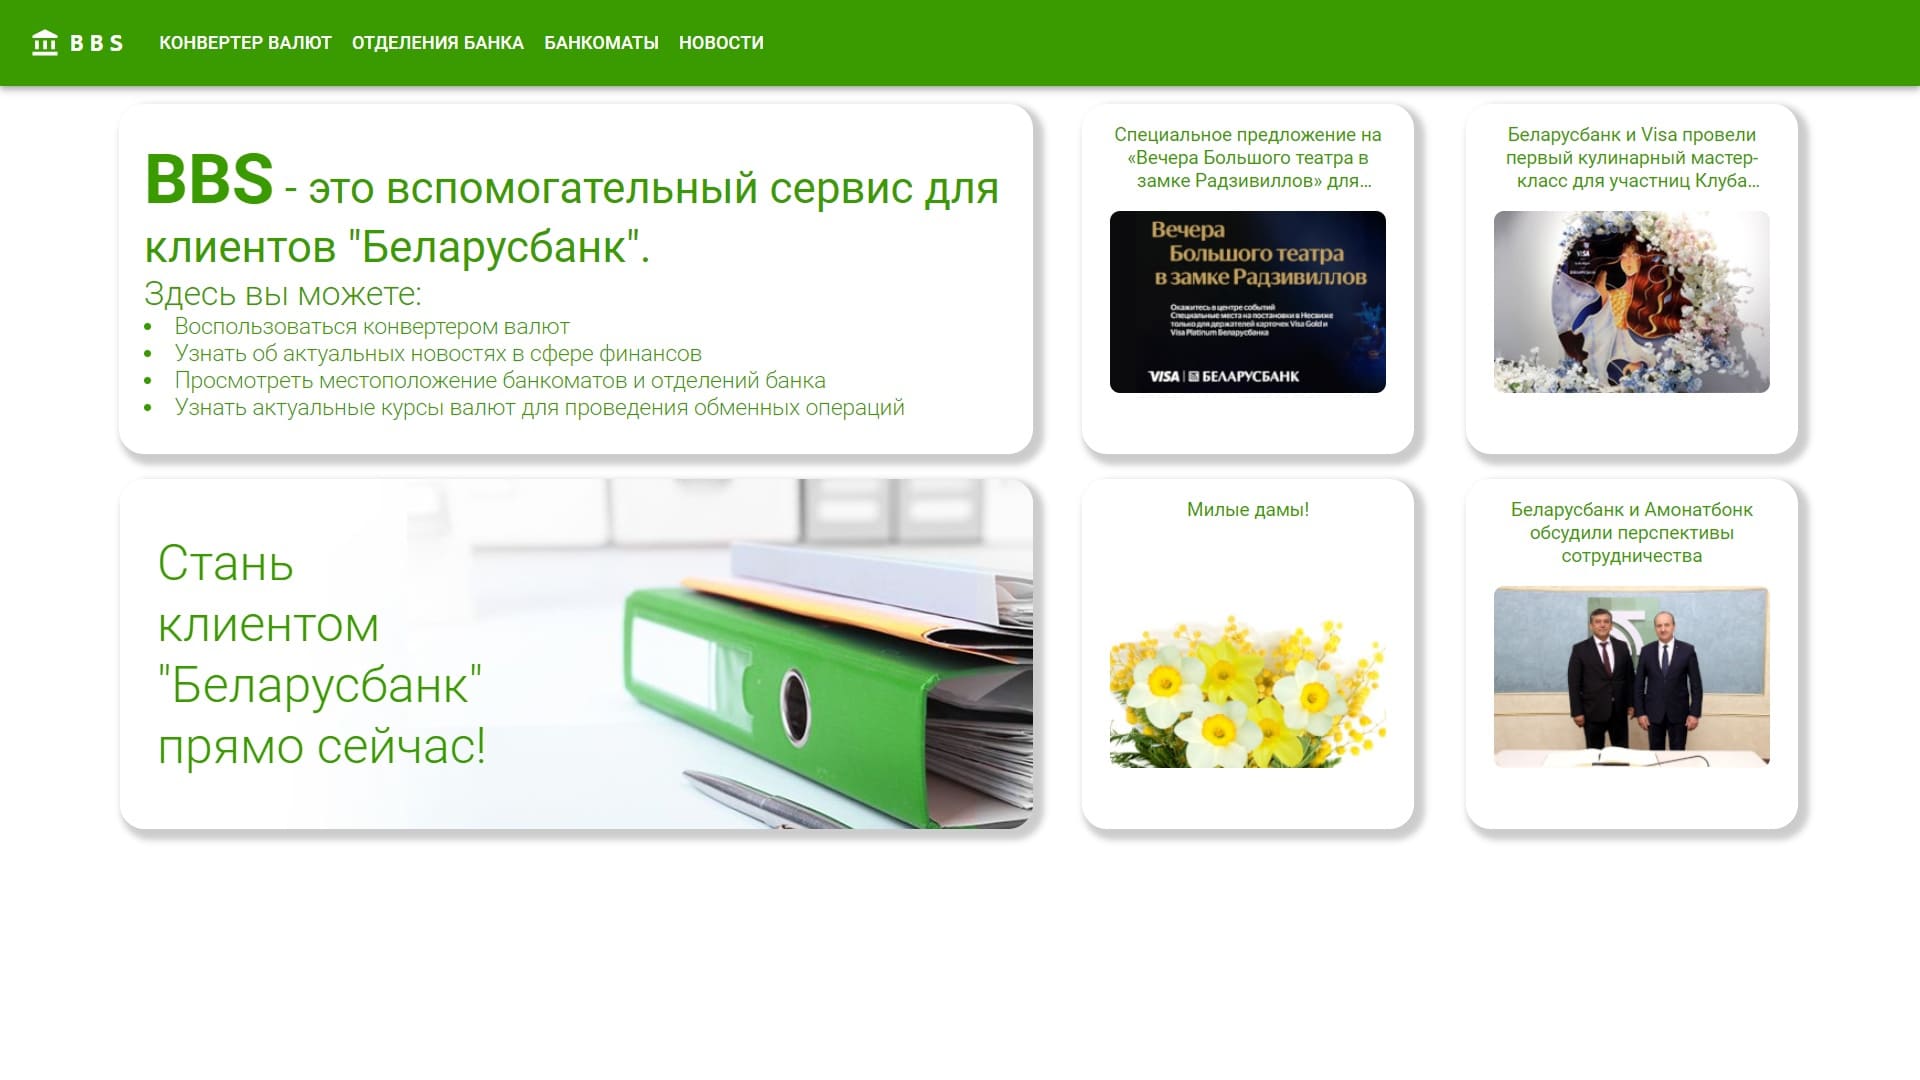 BBS
КОНВЕРТЕР ВАЛЮТ
ОТДЕЛЕНИЯ БАНКА
БАНКОМАТЫ
НОВОСТИ
BBS - это вспомогательный сервис для
клиентов "Беларусбанк".
Здесь вы можете:
Воспользоваться конвертером валют
Узнать об актуальных новостях в сфере финансов
Просмотреть местоположение банкоматов и отделений банка
Узнать актуальные курсы валют для проведения обменных операций
Специальное предложение на
«Вечера Большого театра в
замке Радзивиллов» для...
Вечера
Большого театра
в замке Радзивиллов
Окажитесь в центре событий
Специальные места на постановки в Несвиже
только для держателей карточек Visa Gold и
Visa Platinum Беларусбанка
VISA | БЕЛАРУСБАНК
Беларусбанк и Visa провели
первый кулинарный мастер-
класс для участниц Клуба...
VISA
Стань
клиентом
"Беларусбанк"
прямо сейчас!
Милые дамы!
Беларусбанк и Амонатбонк
обсудили перспективы
сотрудничества